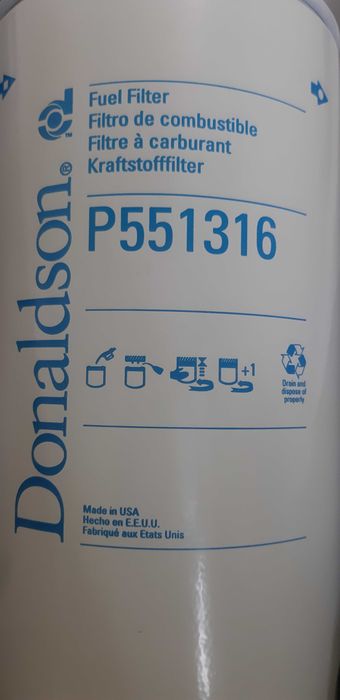 Donaldson®
™
Fuel Filter
Filtro de combustible
Filtre à carburant
Kraftstofffilter
P551316
+1
Drain and
dispose of
properly
Made in USA
Hecho en E.E.U.U.
Fabriqué aux Etats Unis